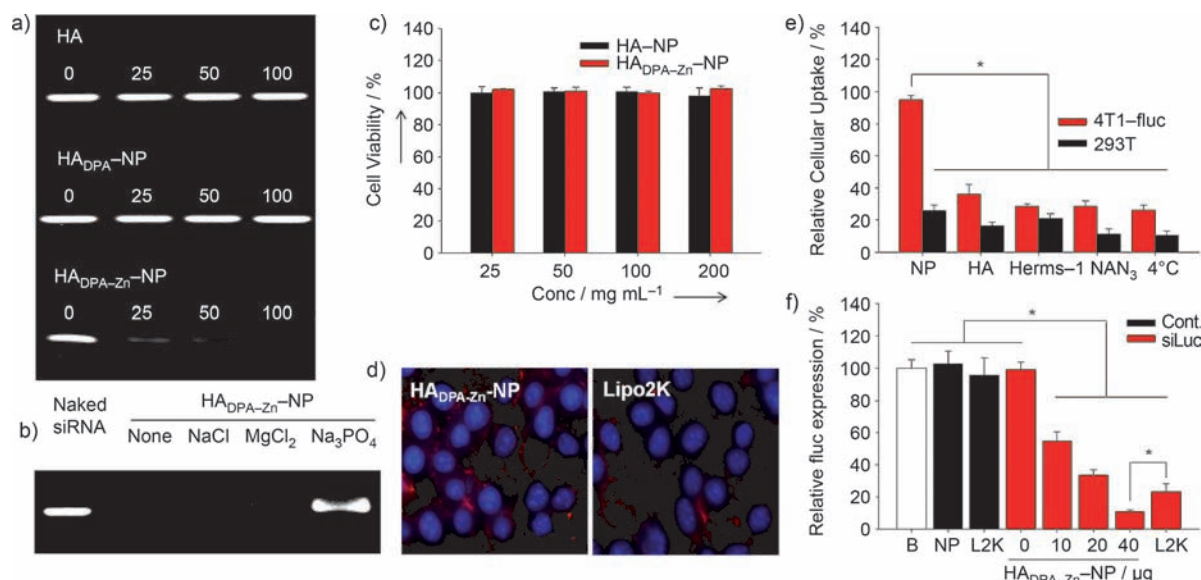 a)
HA
0 25 50 100
HA_DPA–NP
0 25 50 100
HA_DPA–Zn–NP
0 25 50 100
b)
Naked siRNA
HA_DPA–Zn–NP
None NaCl MgCl₂ Na₃PO₄
c)
HA–NP
HA_DPA–Zn–NP
Cell Viability / %
140
120
100
80
60
40
20
0
25 50 100 200
Conc / mg mL⁻¹
d)
HA_DPA-Zn-NP
Lipo2K
e)
Relative Cellular Uptake / %
140
120
100
80
60
40
20
0
*
4T1–fluc
293T
NP HA Herms–1 NAN₃ 4°C
f)
Relative fluc expression / %
140
120
100
80
60
40
20
0
*
Cont.
siLuc
*
B NP L2K 0 10 20 40 L2K
HA_DPA–Zn–NP / µg